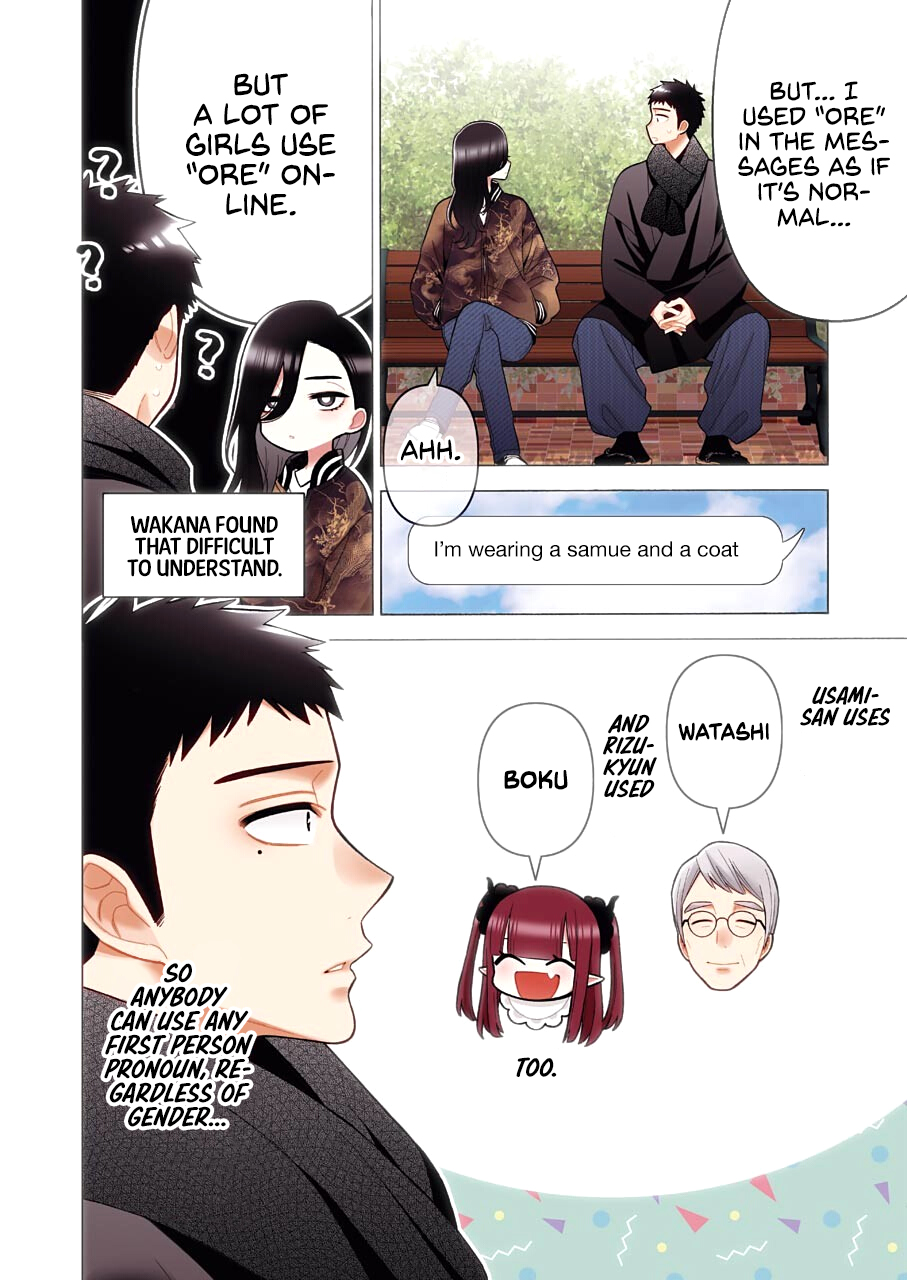 BUT... I
USED "ORE"
IN THE MES-
SAGES AS IF
IT'S NOR-
MAL...
AHH.
I'm wearing a samue and a coat
BUT
A LOT OF
GIRLS USE
"ORE" ON-
LINE.
?
?
?
WAKANA FOUND
THAT DIFFICULT
TO UNDERSTAND.
USAMI-
SAN USES
WATASHI
AND
RIZU-
KYUN
USED
BOKU
TOO.
SO
ANYBODY
CAN USE ANY
FIRST PERSON
PRONOUN, RE-
GARDLESS OF
GENDER...